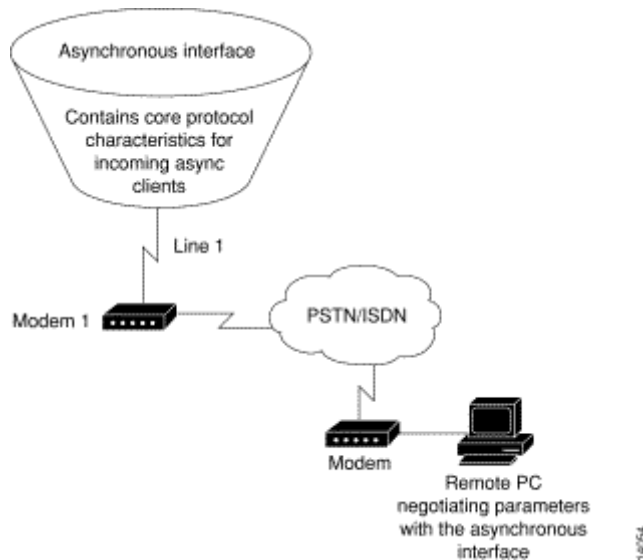 Asynchronous interface
Contains core protocol
characteristics for
incoming async
clients
Line 1
Modem 1
PSTN/ISDN
Modem
Remote PC
negotiating parameters
with the asynchronous
interface